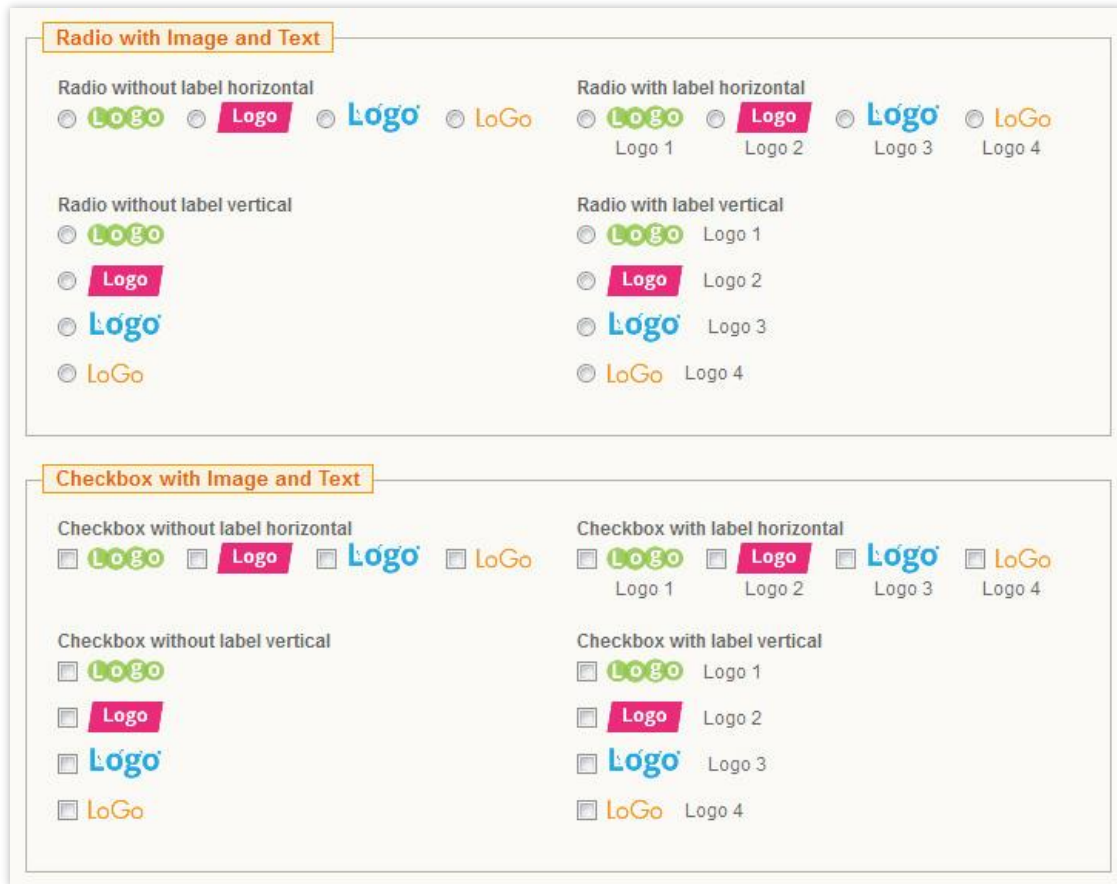 Radio with Image and Text
Radio without label horizontal
Logo Logo Logo LoGo
Radio with label horizontal
Logo Logo Logo LoGo
Logo 1 Logo 2 Logo 3 Logo 4
Radio without label vertical
Logo
Logo
Logo
LoGo
Radio with label vertical
Logo Logo 1
Logo Logo 2
Logo Logo 3
LoGo Logo 4
Checkbox with Image and Text
Checkbox without label horizontal
Logo Logo Logo LoGo
Checkbox with label horizontal
Logo Logo Logo LoGo
Logo 1 Logo 2 Logo 3 Logo 4
Checkbox without label vertical
Logo
Logo
Logo
LoGo
Checkbox with label vertical
Logo Logo 1
Logo Logo 2
Logo Logo 3
LoGo Logo 4